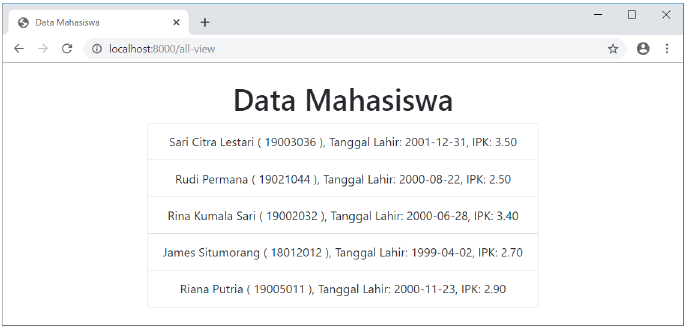 Data Mahasiswa
localhost:8000/all-view
Data Mahasiswa
Sari Citra Lestari ( 19003036 ), Tanggal Lahir: 2001-12-31, IPK: 3.50
Rudi Permana ( 19021044 ), Tanggal Lahir: 2000-08-22, IPK: 2.50
Rina Kumala Sari ( 19002032 ), Tanggal Lahir: 2000-06-28, IPK: 3.40
James Situmorang ( 18012012 ), Tanggal Lahir: 1999-04-02, IPK: 2.70
Riana Putria ( 19005011 ), Tanggal Lahir: 2000-11-23, IPK: 2.90